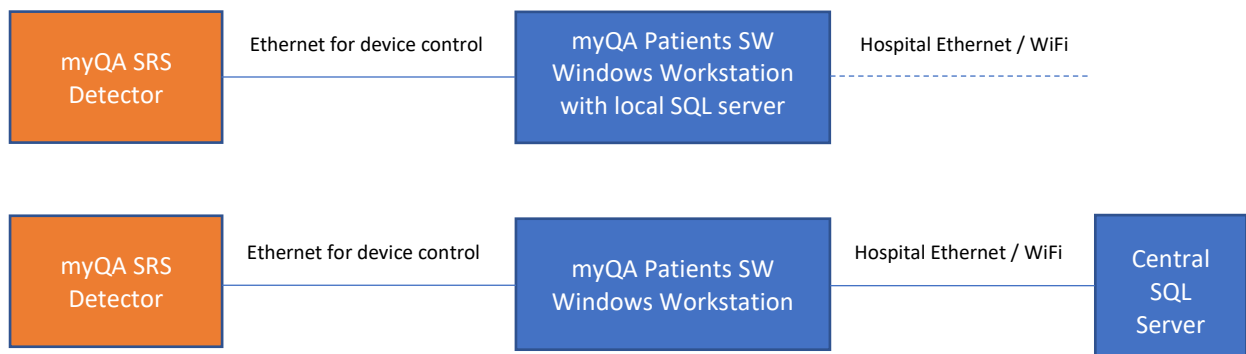 myQA SRS
Detector
Ethernet for device control
myQA Patients SW
Windows Workstation
with local SQL server
Hospital Ethernet / WiFi
myQA SRS
Detector
Ethernet for device control
myQA Patients SW
Windows Workstation
Hospital Ethernet / WiFi
Central
SQL
Server